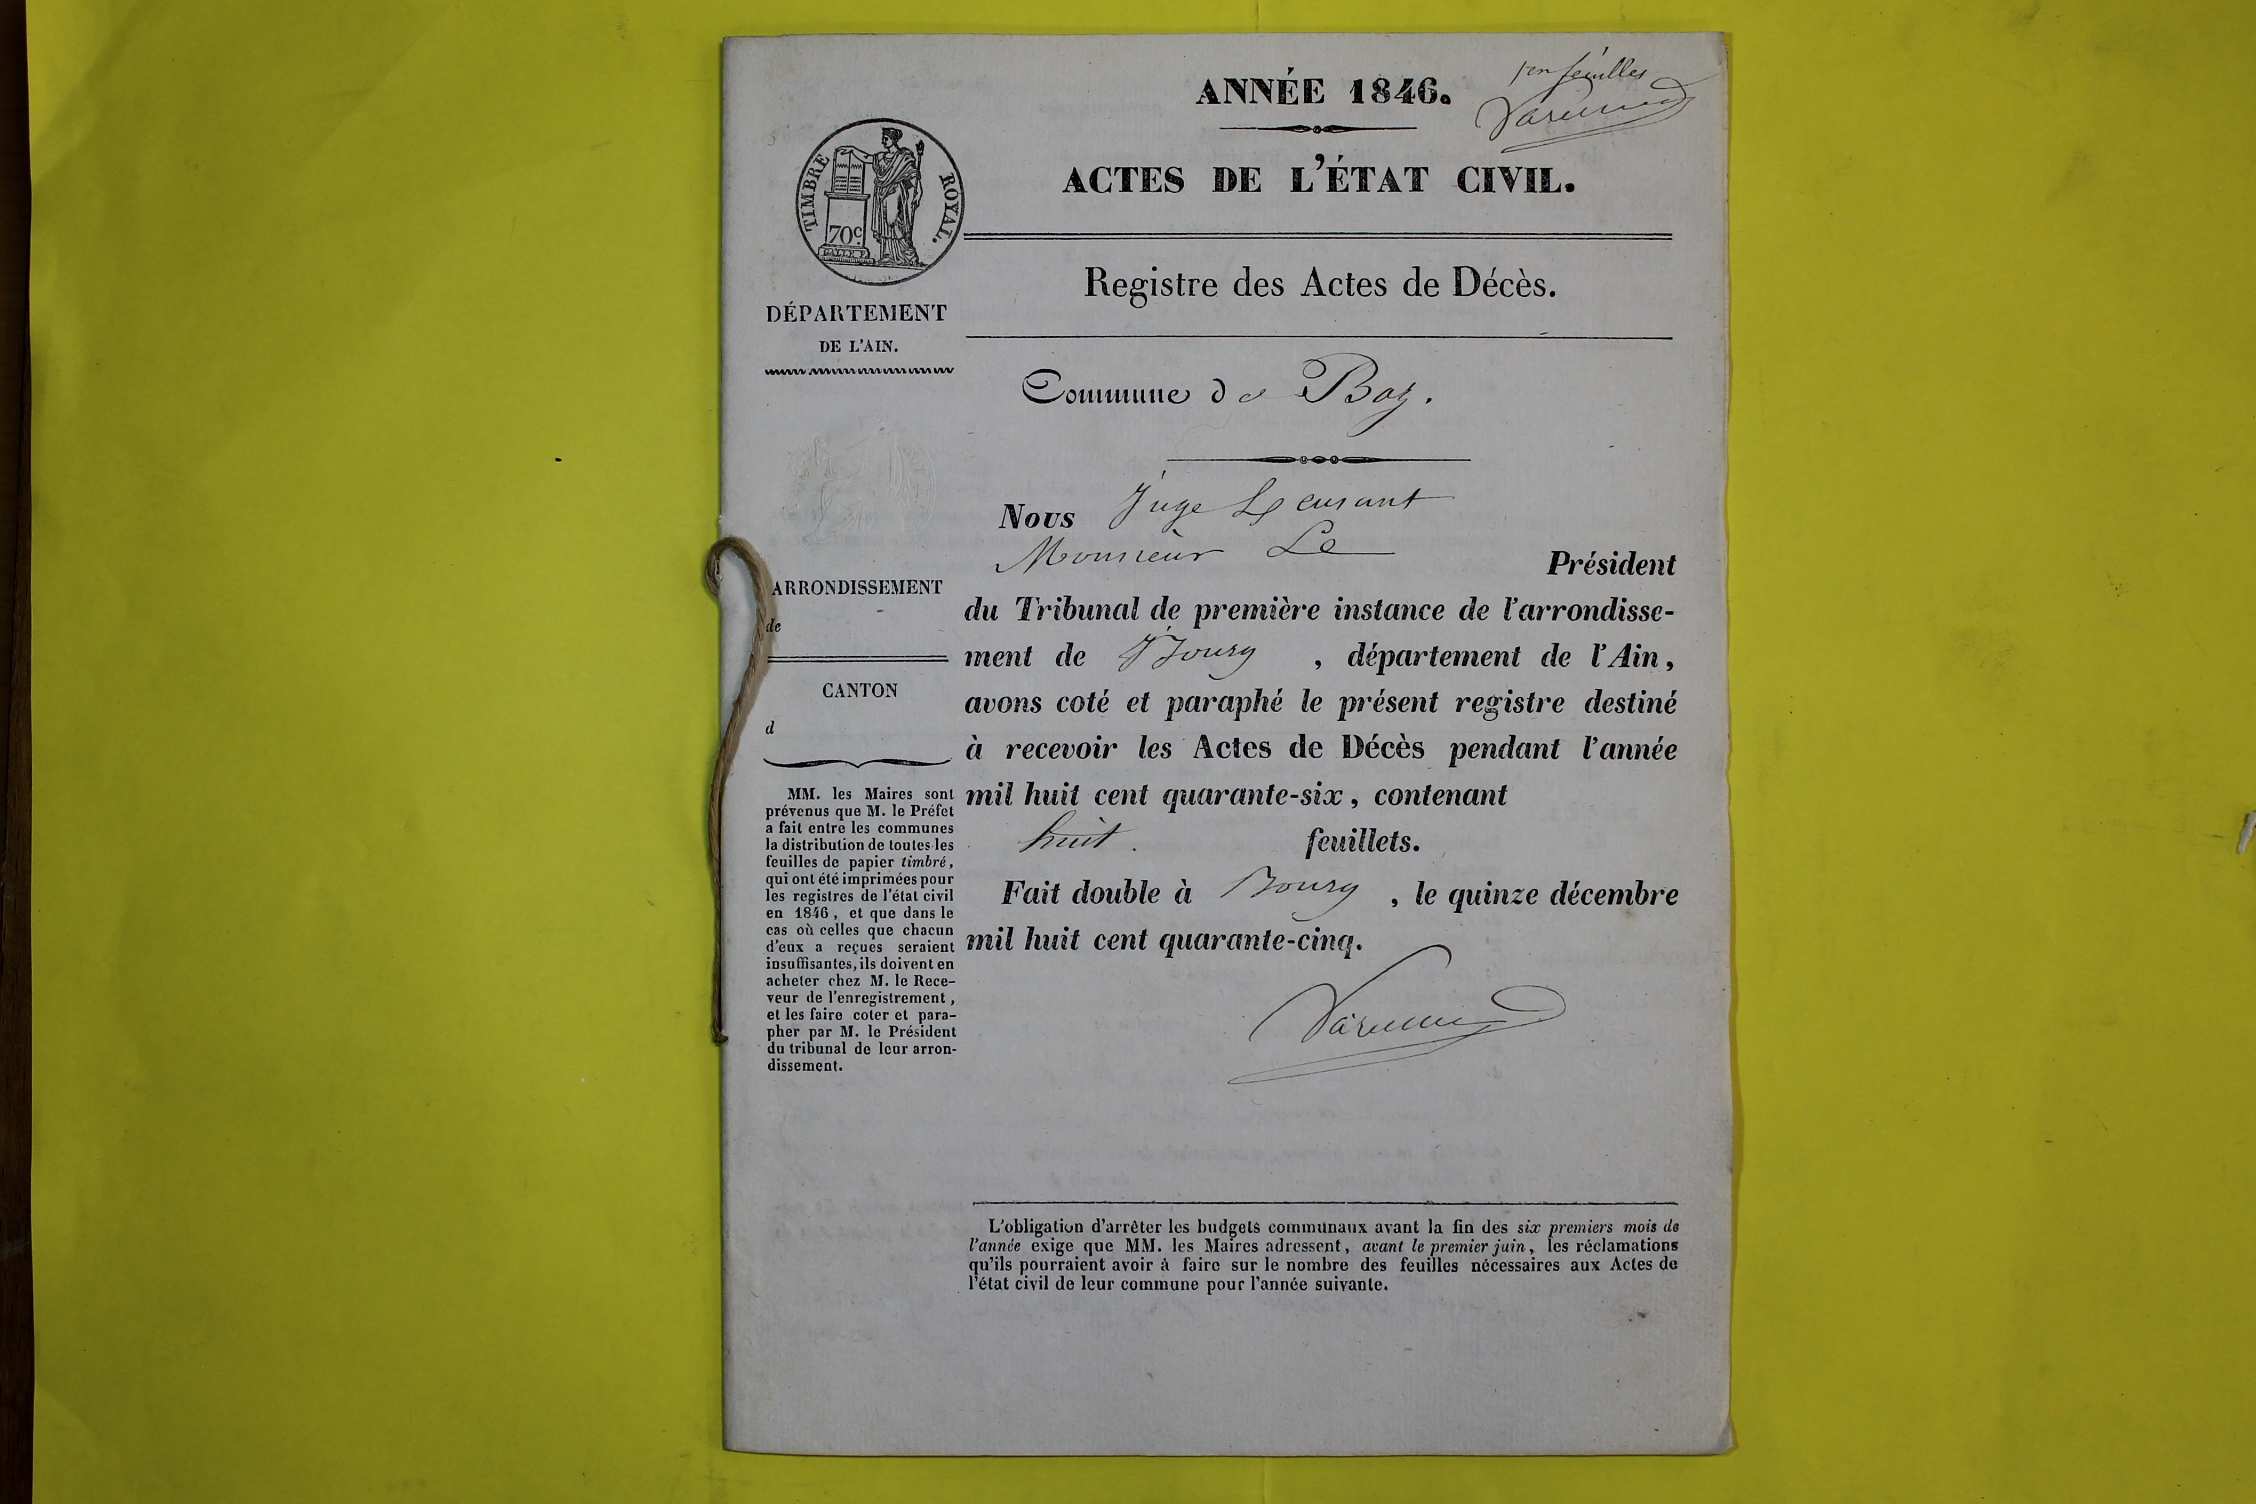 1er feuillet
ANNÉE 1846.
ACTES DE L'ÉTAT CIVIL.
TIMBRE ROYAL.
70c
Registre des Actes de Décès.
DÉPARTEMENT
DE L'AIN.
Commune de Boz.
ARRONDISSEMENT
de
CANTON
d
MM. les Maires sont
prévenus que M. le Préfet
a fait entre les communes
la distribution de toutes les
feuilles de papier timbré,
qui ont été imprimées pour
les registres de l'état civil
en 1846, et que dans le
cas où celles que chacun
d'eux a reçues seraient
insuffisantes, ils doivent en
acheter chez M. le Rece-
veur de l'enregistrement,
et les faire coter et para-
pher par M. le Président
du tribunal de leur arron-
dissement.
Nous Juge
Monsieur Le Président
du Tribunal de première instance de l'arrondisse-
ment de Bourg, département de l'Ain,
avons coté et paraphé le présent registre destiné
à recevoir les Actes de Décès pendant l'année
mil huit cent quarante-six, contenant
huit feuillets.
Fait double à Bourg, le quinze décembre
mil huit cent quarante-cinq.
L'obligation d'arrêter les budgets communaux avant la fin des six premiers mois de
l'année exige que MM. les Maires adressent, avant le premier juin, les réclamations
qu'ils pourraient avoir à faire sur le nombre des feuilles nécessaires aux Actes de
l'état civil de leur commune pour l'année suivante.